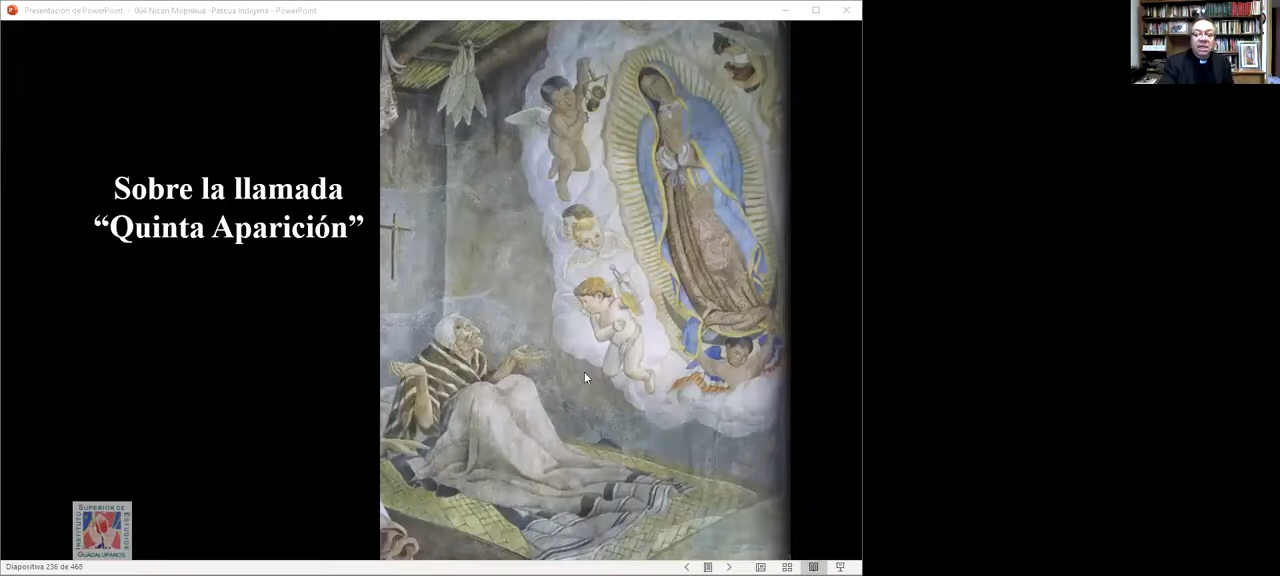 Presentación de PowerPoint - 004 Nican Mopohua -Pascua Indígena - PowerPoint
Sobre la llamada
“Quinta Aparición”
SUPERIOR DE
INSTITUTO
ESTUDIOS
GUADALUPANOS
Diapositiva 236 de 468